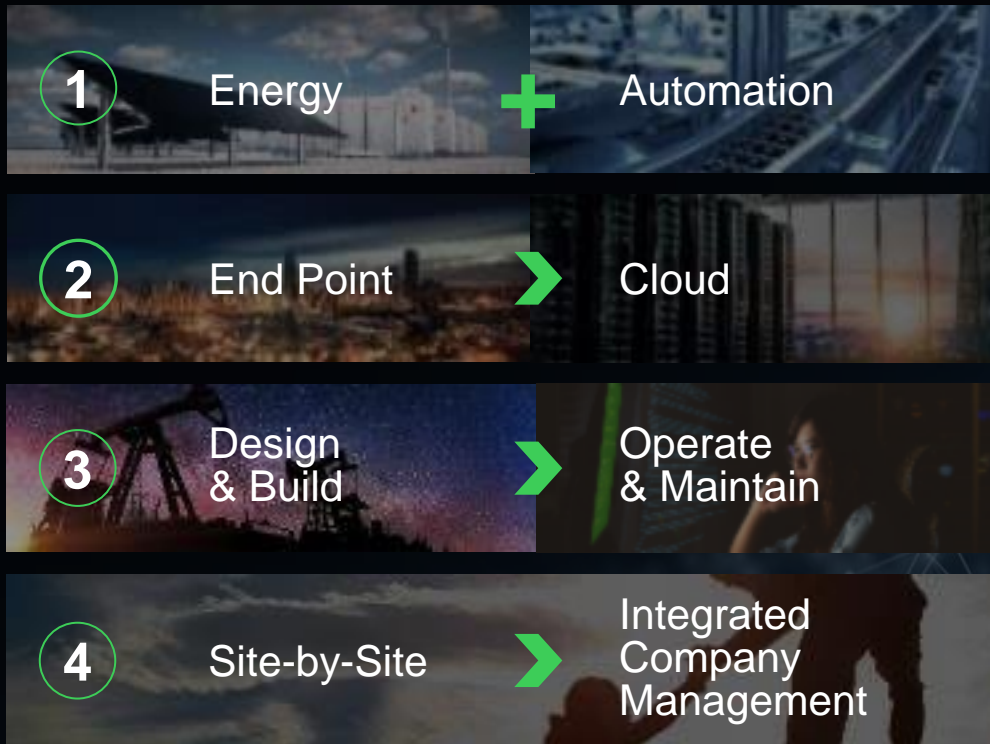 1 Energy + Automation
2 End Point Cloud
3 Design
& Build
Operate
& Maintain
4 Site-by-Site
Integrated
Company
Management